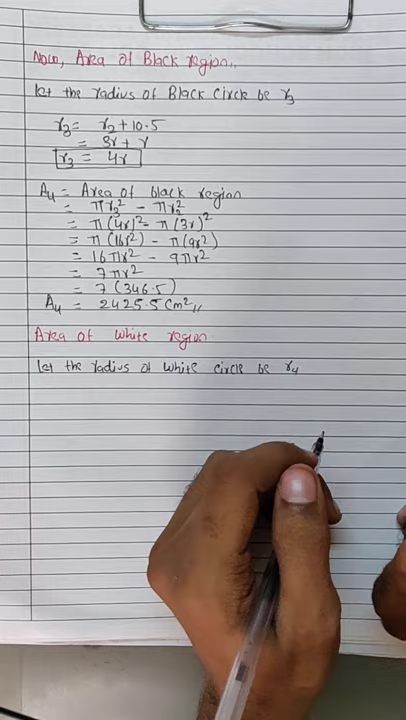 Now, Area of Black region..
let the radius of Black Circle be r3
r3 = r2 + 10.5
= 3r + r
r3 = 4r
A4 = Area of black region
= πr3² - πr2²
= π(4r)² - π(3r)²
= π(16r²) - π(9r²)
= 16πr² - 9πr²
= 7πr²
= 7(346.5)
A4 = 2425.5 Cm²,,
Area of White region
let the radius of white circle be r4